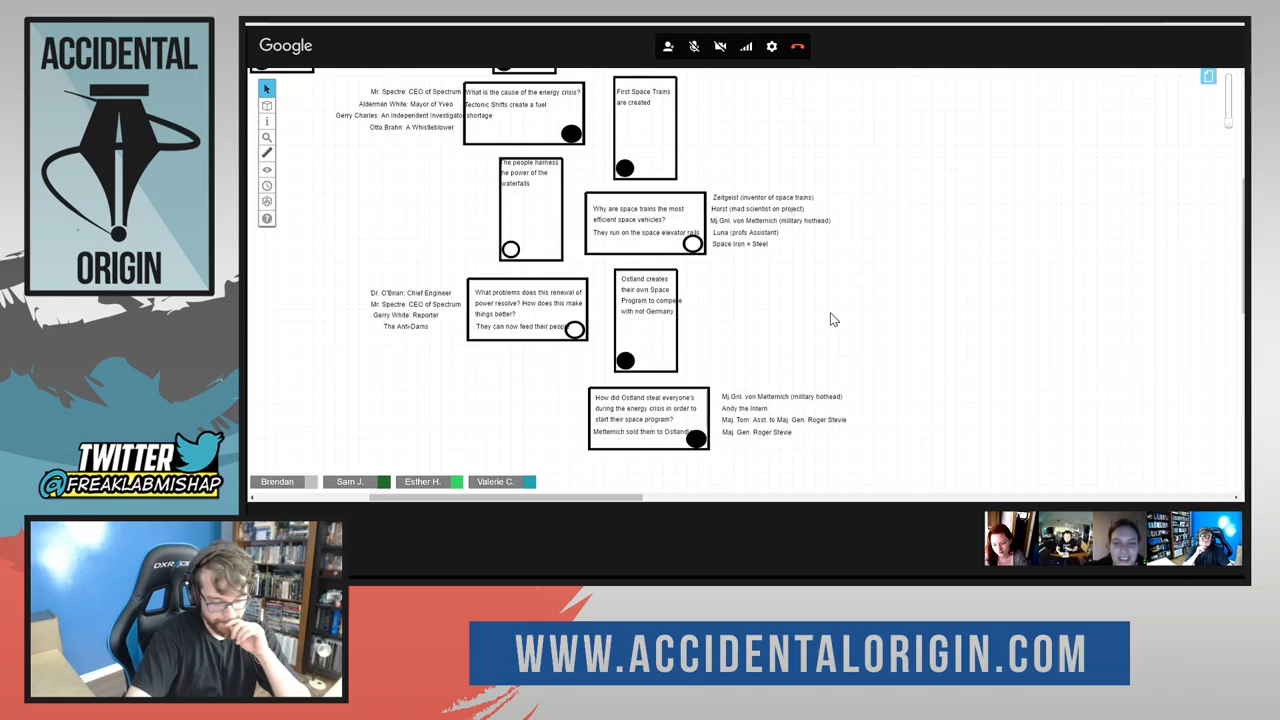 ACCIDENTAL
ORIGIN
Google
Mr. Spectre: CEO of Spectrum
Alderman White: Mayor of Yveo
Gerry Charles: An Independent Investigator
Otto Brahn: A Whistleblower
What is the cause of the energy crisis?
Tectonic Shifts create a fuel
shortage
First Space Trains
are created
The people harness
the power of the
waterfalls
Why are space trains the most
efficient space vehicles?
They run on the space elevator rails
Zeitgeist (inventor of space trains)
Horst (mad scientist on project)
Mj.Gnl. von Metternich (military hothead)
Luna (profs Assistant)
Space Iron = Steel
Dr. O'Brian: Chief Engineer
Mr. Spectre: CEO of Spectrum
Gerry White: Reporter
The Anti-Dams
What problems does this renewal of
power resolve? How does this make
things better?
They can now feed their people
Ostland creates
their own Space
Program to compete
with not Germany
How did Ostland steal everyone's
during the energy crisis in order to
start their space program?
Metternich sold them to Ostland
Mj.Gnl. von Metternich (military hothead)
Andy the Intern
Maj. Tom: Asst. to Maj. Gen. Roger Stevie
Maj. Gen. Roger Stevie
Brendan
Sam J.
Esther H.
Valerie C.
TWITTER
@FREAKLABMISHAP
WWW.ACCIDENTALORIGIN.COM